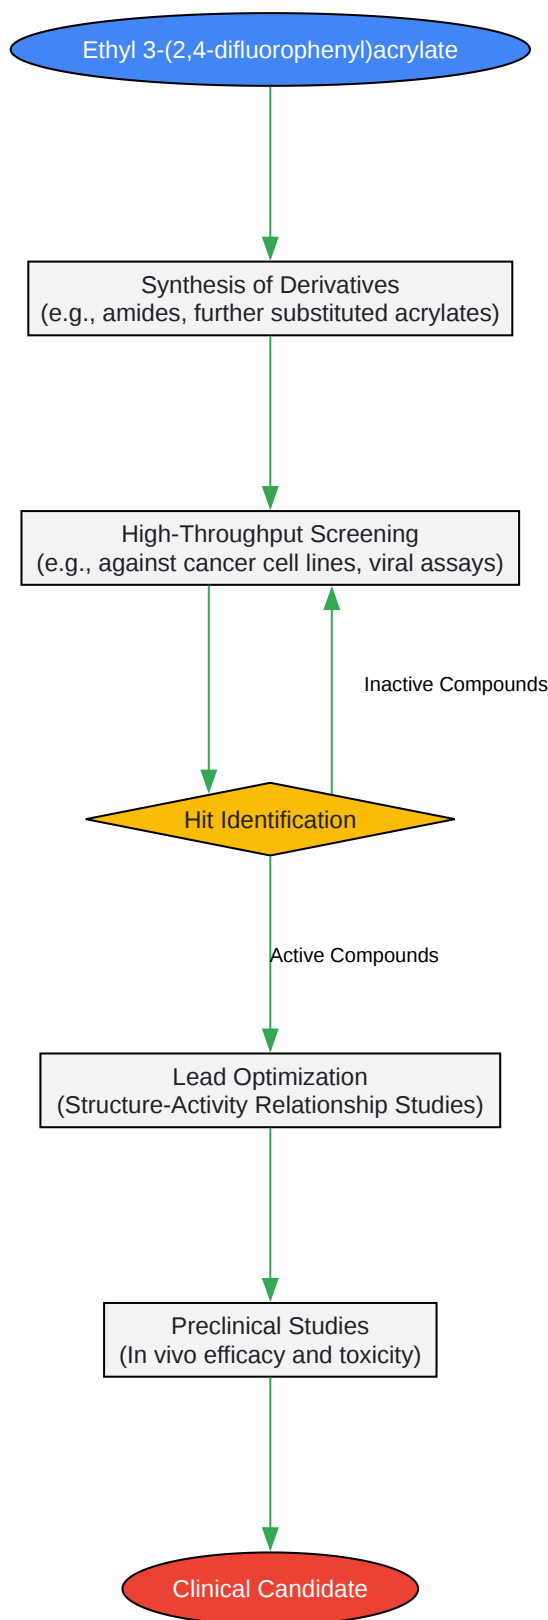 Ethyl 3-(2,4-difluorophenyl)acrylate
Synthesis of Derivatives
(e.g., amides, further substituted acrylates)
High-Throughput Screening
(e.g., against cancer cell lines, viral assays)
Inactive Compounds
Hit Identification
Active Compounds
Lead Optimization
(Structure-Activity Relationship Studies)
Preclinical Studies
(In vivo efficacy and toxicity)
Clinical Candidate